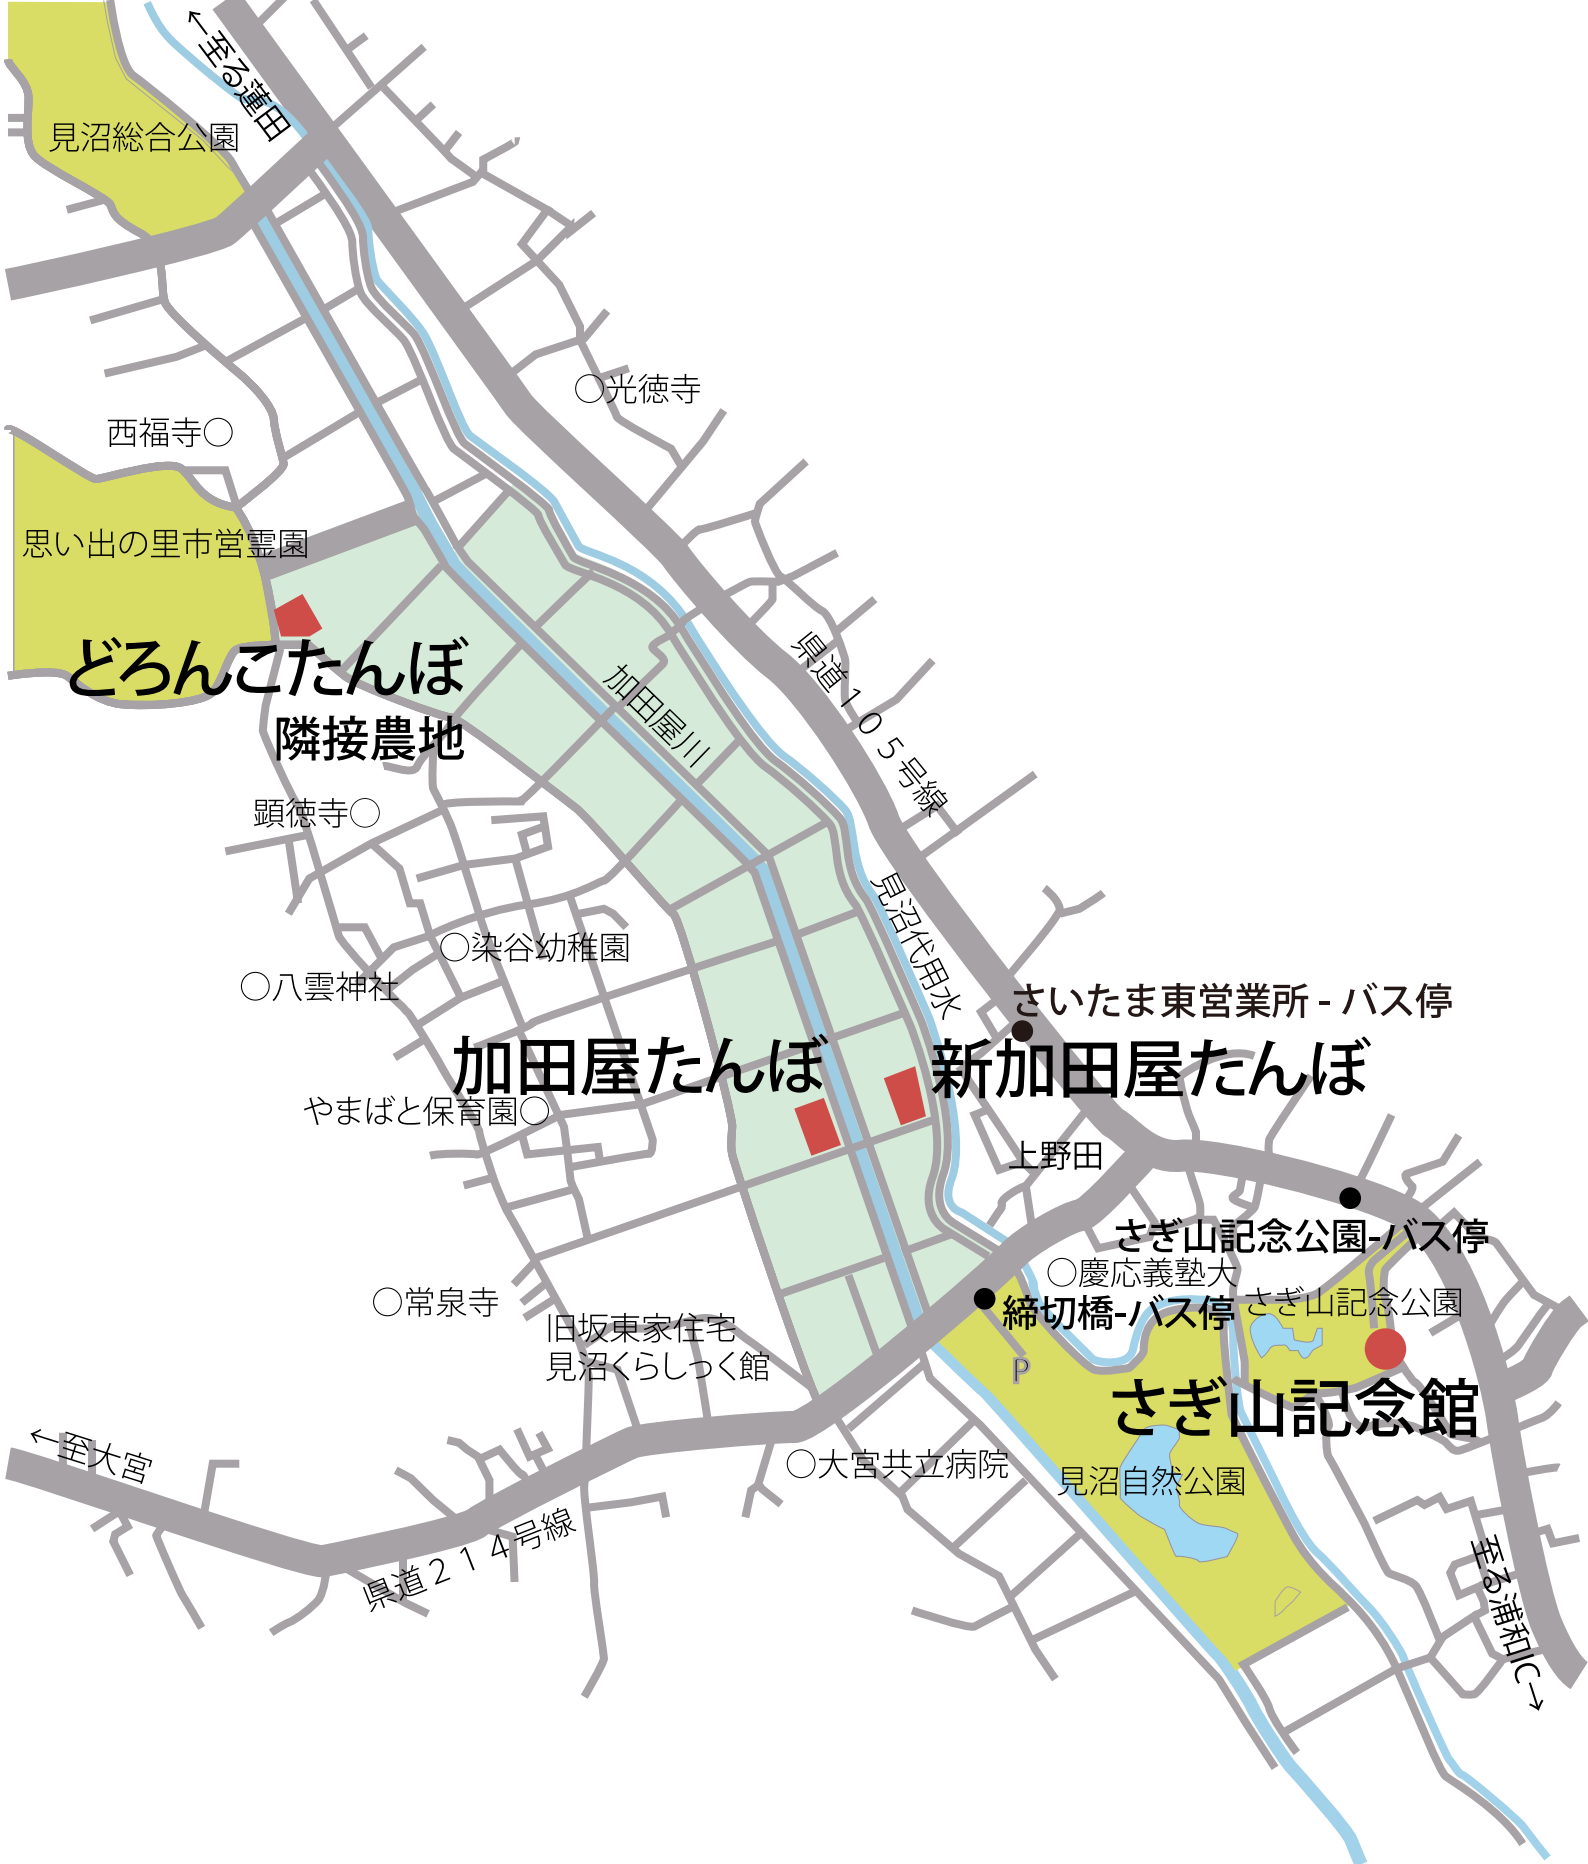 ←至る蓮田
見沼総合公園
○光徳寺
西福寺○
思い出の里市営霊園
どろんこたんぼ
隣接農地
加田屋川
県道１０５号線
顕徳寺○
見沼代用水
○染谷幼稚園
○八雲神社
さいたま東営業所 - バス停
加田屋たんぼ
新加田屋たんぼ
やまばと保育園○
上野田
さぎ山記念公園-バス停
○慶応義塾大
○常泉寺
締切橋-バス停
さぎ山記念公園
旧坂東家住宅
見沼くらしっく館
P
さぎ山記念館
←至大宮
○大宮共立病院
見沼自然公園
県道２１４号線
至る浦和IC→